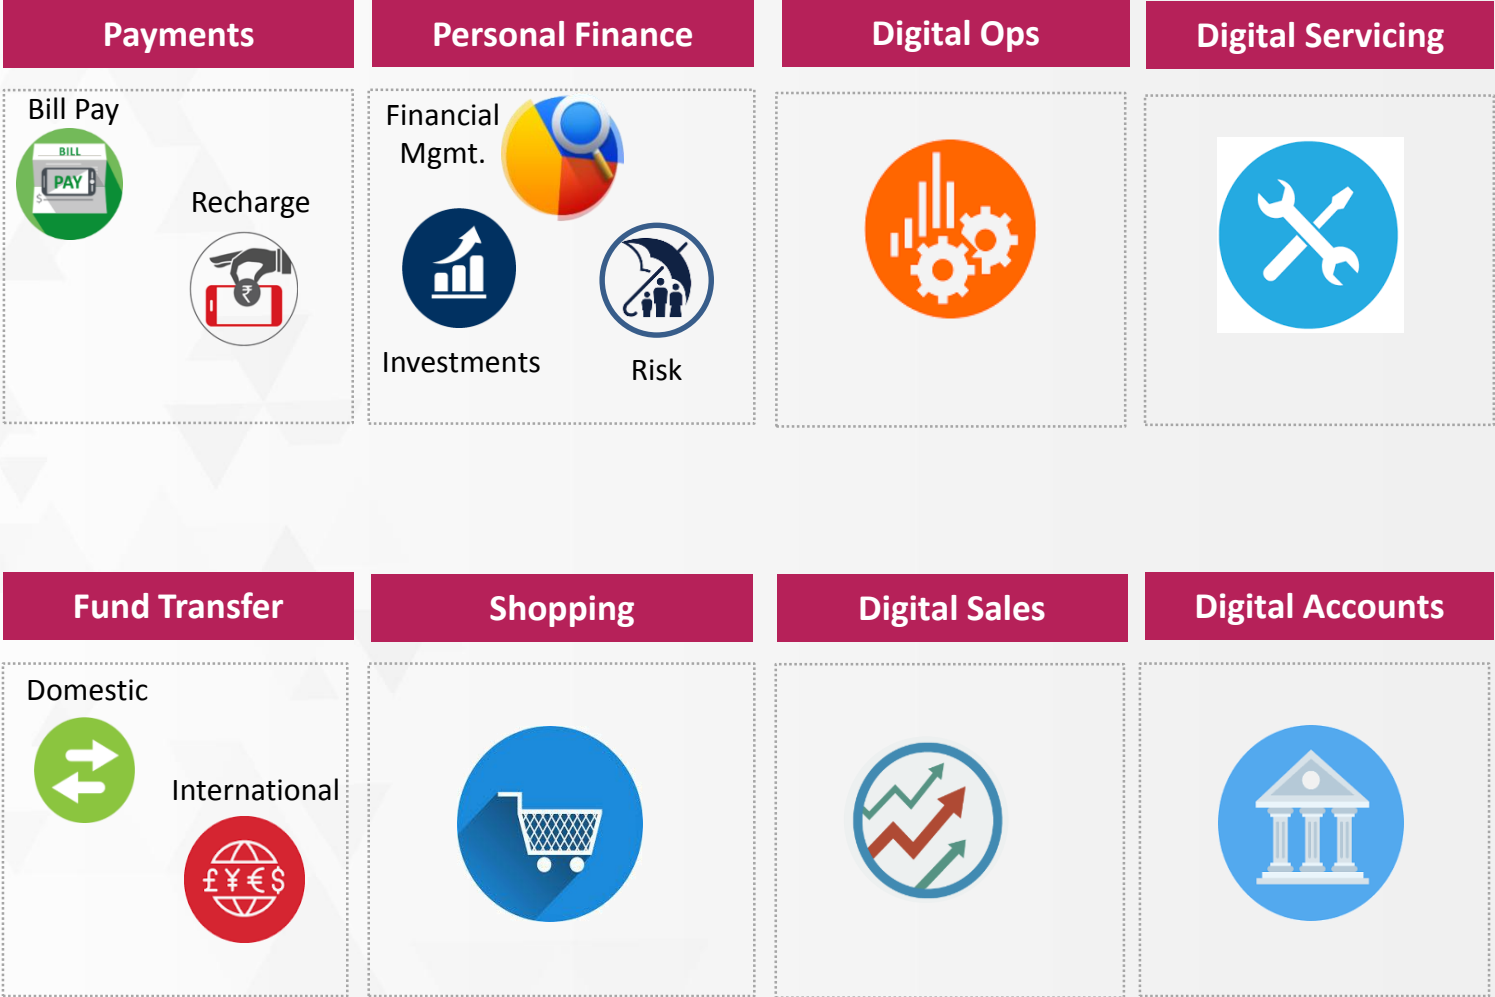 Payments
Personal Finance
Digital Ops
Digital Servicing
Bill Pay
BILL
PAY
$
Recharge
₹
Financial
Mgmt.
Investments
Risk
Fund Transfer
Shopping
Digital Sales
Digital Accounts
Domestic
International
£¥€$